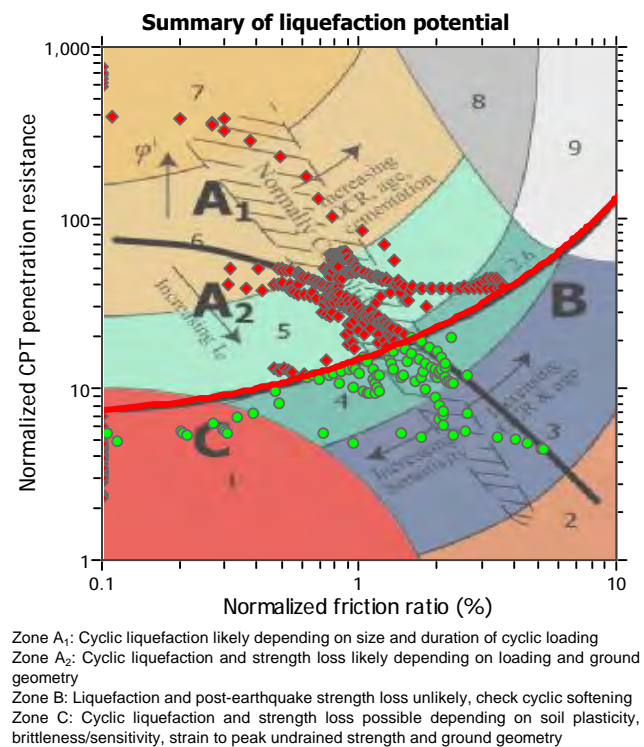 Summary of liquefaction potential
1,000
100
10
1
Normalized CPT penetration resistance
7
8
9
φ'
Increasing
OCR, age,
cementation
Normally C
A1
6
A2
Increasing Ic
5
B
4
C
Increasing
sensitivity
OCR & age
3
1
2
0.1
1
10
Normalized friction ratio (%)
Zone A1: Cyclic liquefaction likely depending on size and duration of cyclic loading
Zone A2: Cyclic liquefaction and strength loss likely depending on loading and ground
geometry
Zone B: Liquefaction and post-earthquake strength loss unlikely, check cyclic softening
Zone C: Cyclic liquefaction and strength loss possible depending on soil plasticity,
brittleness/sensitivity, strain to peak undrained strength and ground geometry